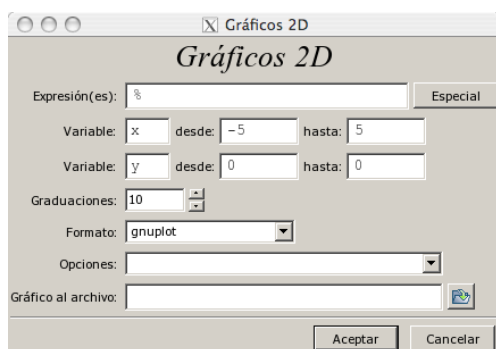 Gráficos 2D
Gráficos 2D
Expresión(es): % Especial
Variable: x desde: -5 hasta: 5
Variable: y desde: 0 hasta: 0
Graduaciones: 10
Formato: gnuplot
Opciones:
Gráfico al archivo:
Aceptar Cancelar